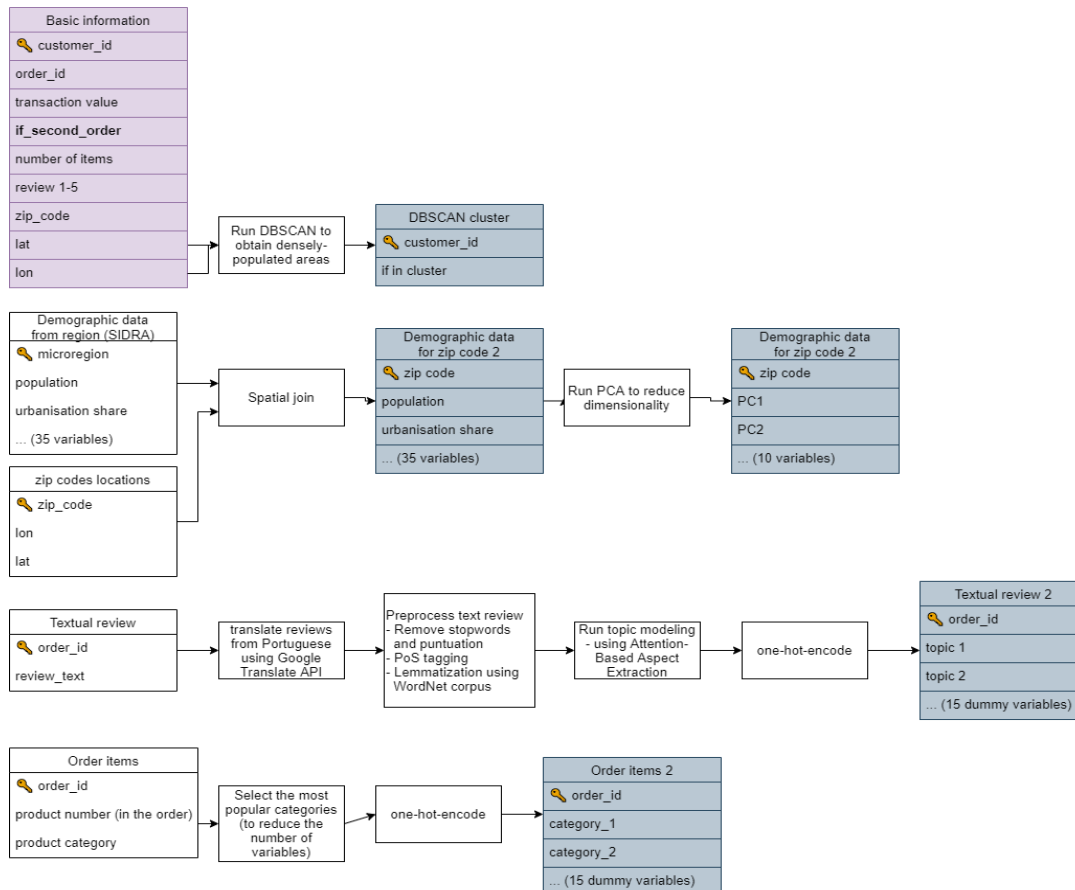 Basic information
customer_id
order_id
transaction value
if_second_order
number of items
review 1-5
zip_code
lat
lon
Run DBSCAN to
obtain densely-
populated areas
DBSCAN cluster
customer_id
if in cluster
Demographic data
from region (SIDRA)
microregion
population
urbanisation share
... (35 variables)
Spatial join
Demographic data
for zip code 2
zip code
population
urbanisation share
... (35 variables)
Run PCA to reduce
dimensionality
Demographic data
for zip code 2
zip code
PC1
PC2
... (10 variables)
zip codes locations
zip_code
lon
lat
Textual review
order_id
review_text
translate reviews
from Portuguese
using Google
Translate API
Preprocess text review
- Remove stopwords
and puntuation
- PoS tagging
- Lemmatization using
WordNet corpus
Run topic modeling
- using Attention-
Based Aspect
Extraction
one-hot-encode
Textual review 2
order_id
topic 1
topic 2
... (15 dummy variables)
Order items
order_id
product number (in the order)
product category
Select the most
popular categories
(to reduce the
number of
variables)
one-hot-encode
Order items 2
order_id
category_1
category_2
... (15 dummy variables)